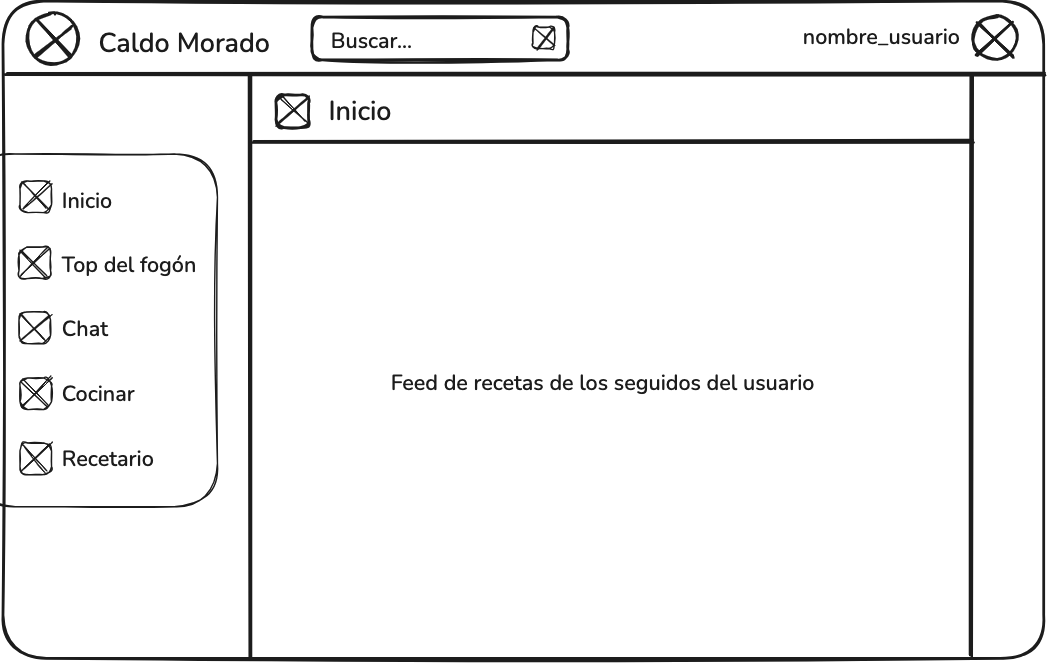 Caldo Morado
Buscar...
nombre_usuario
Inicio
Inicio
Top del fogón
Chat
Cocinar
Recetario
Feed de recetas de los seguidos del usuario